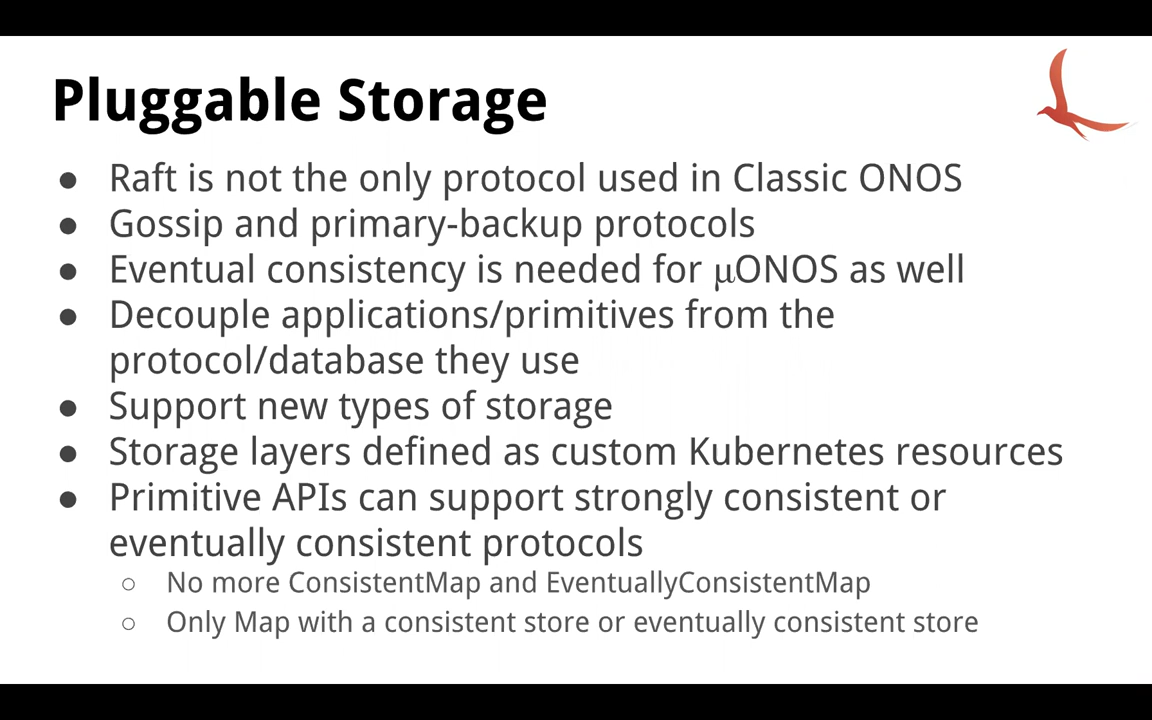 Pluggable Storage
● Raft is not the only protocol used in Classic ONOS
● Gossip and primary-backup protocols
● Eventual consistency is needed for μONOS as well
● Decouple applications/primitives from the
protocol/database they use
● Support new types of storage
● Storage layers defined as custom Kubernetes resources
● Primitive APIs can support strongly consistent or
eventually consistent protocols
○ No more ConsistentMap and EventuallyConsistentMap
○ Only Map with a consistent store or eventually consistent store